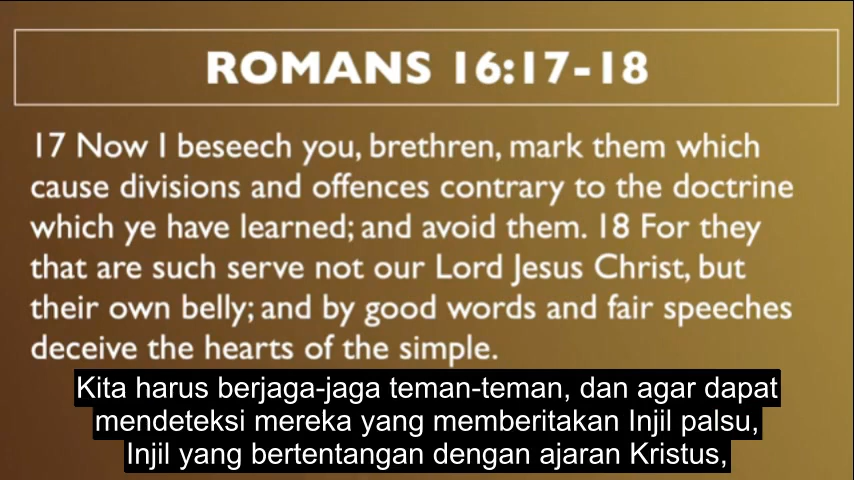 ROMANS 16:17-18
17 Now I beseech you, brethren, mark them which
cause divisions and offences contrary to the doctrine
which ye have learned; and avoid them. 18 For they
that are such serve not our Lord Jesus Christ, but
their own belly; and by good words and fair speeches
deceive the hearts of the simple.
Kita harus berjaga-jaga teman-teman, dan agar dapat
mendeteksi mereka yang memberitakan Injil palsu,
Injil yang bertentangan dengan ajaran Kristus,